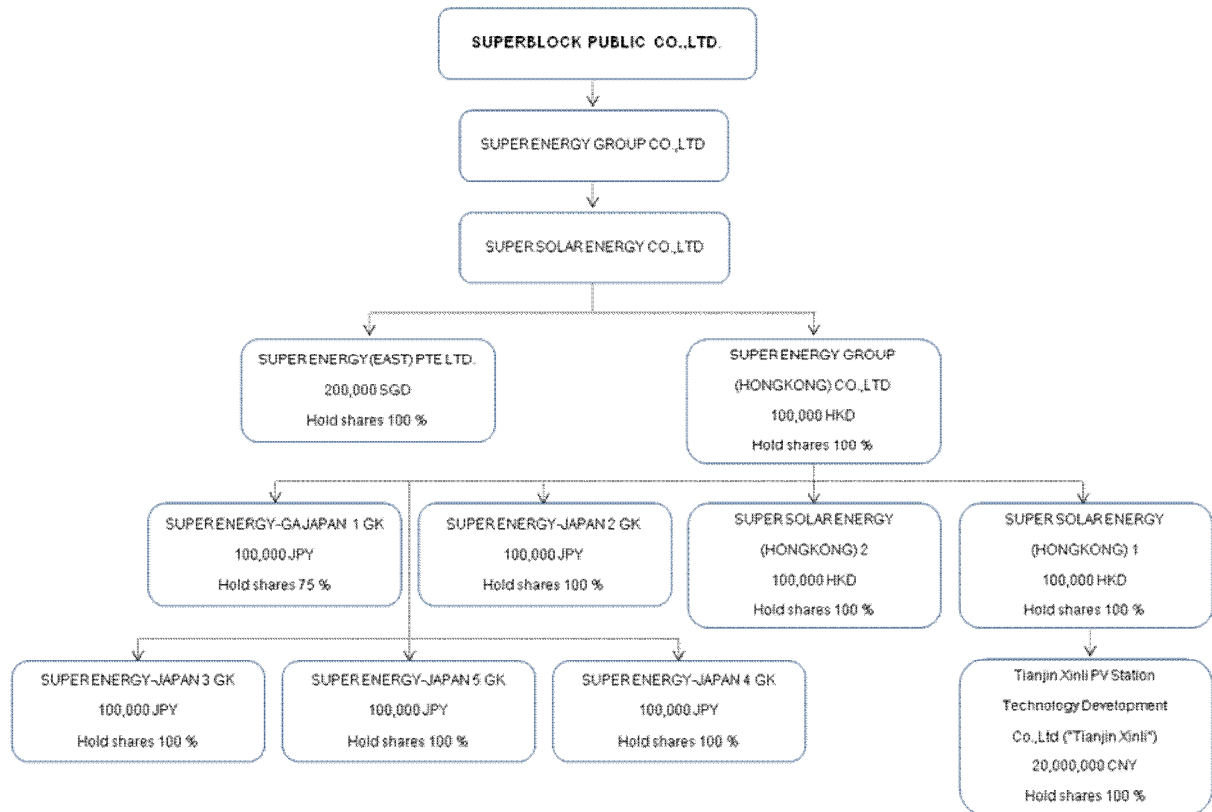 SUPERBLOCK PUBLIC CO.,LTD.
SUPER ENERGY GROUP CO.,LTD
SUPER SOLAR ENERGY CO.,LTD
SUPER ENERGY (EAST) PTE LTD.
200,000 SGD
Hold shares 100 %
SUPER ENERGY GROUP
(HONGKONG) CO.,LTD
100,000 HKD
Hold shares 100 %
SUPER ENERGY-GA JAPAN 1 GK
100,000 JPY
Hold shares 75 %
SUPER ENERGY-JAPAN 2 GK
100,000 JPY
Hold shares 100 %
SUPER SOLAR ENERGY
(HONGKONG) 2
100,000 HKD
Hold shares 100 %
SUPER SOLAR ENERGY
(HONGKONG) 1
100,000 HKD
Hold shares 100 %
SUPER ENERGY-JAPAN 3 GK
100,000 JPY
Hold shares 100 %
SUPER ENERGY-JAPAN 5 GK
100,000 JPY
Hold shares 100 %
SUPER ENERGY-JAPAN 4 GK
100,000 JPY
Hold shares 100 %
Tianjin Xinli PV Station
Technology Development
Co.,Ltd ("Tianjin Xinli")
20,000,000 CNY
Hold shares 100 %